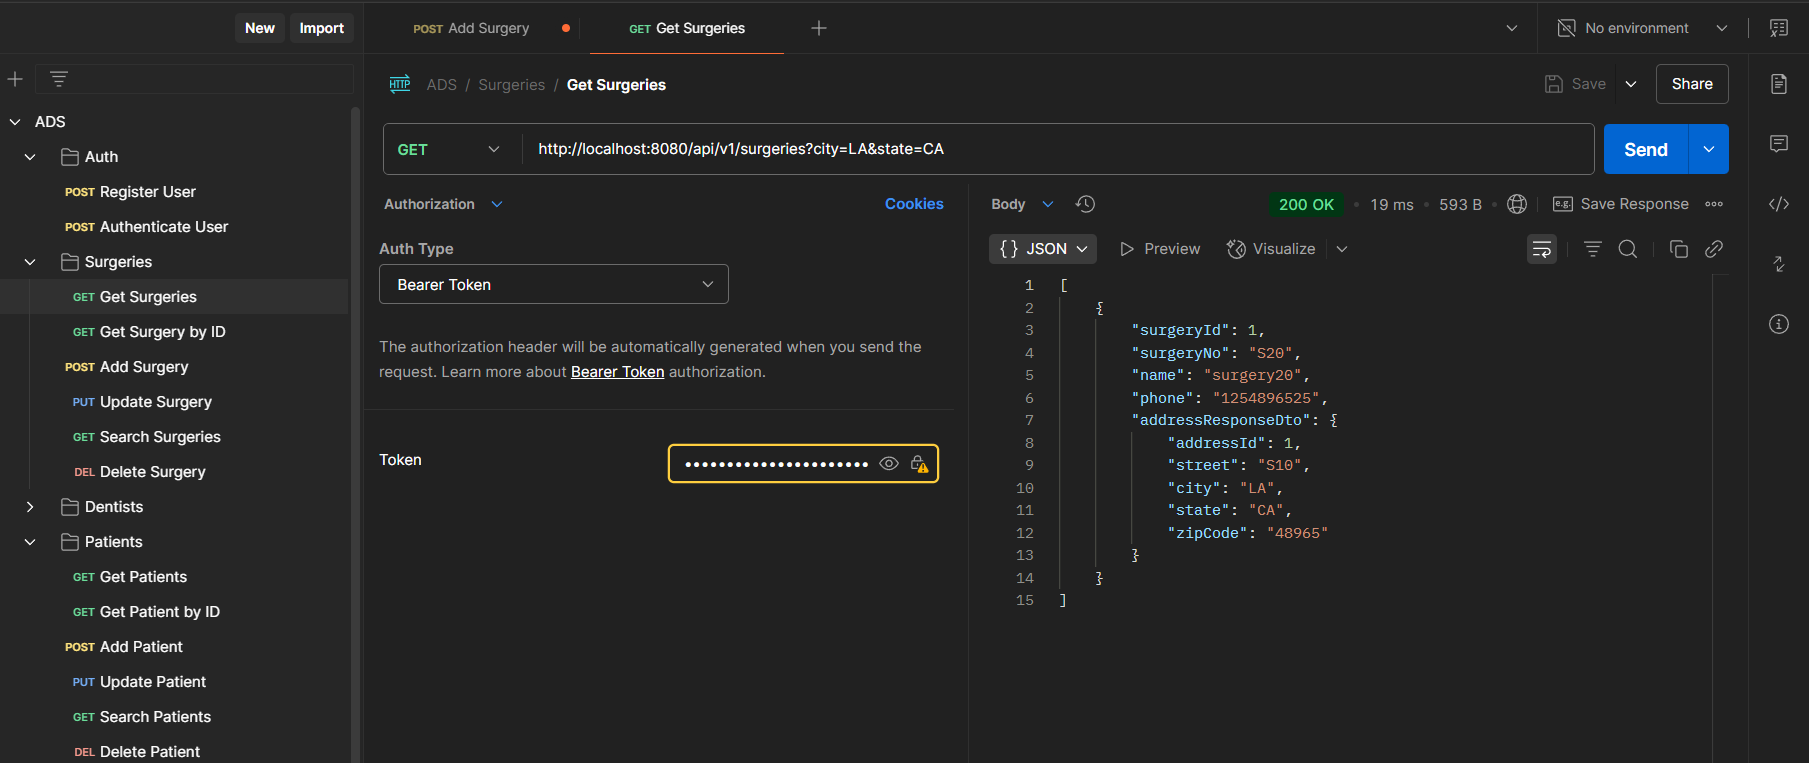 New
Import
POST Add Surgery
GET Get Surgeries
No environment
HTTP ADS / Surgeries / Get Surgeries
Save
Share
ADS
Auth
POST Register User
POST Authenticate User
Surgeries
GET Get Surgeries
GET Get Surgery by ID
POST Add Surgery
PUT Update Surgery
GET Search Surgeries
DEL Delete Surgery
Dentists
Patients
GET Get Patients
GET Get Patient by ID
POST Add Patient
PUT Update Patient
GET Search Patients
DEL Delete Patient
GET http://localhost:8080/api/v1/surgeries?city=LA&state=CA
Send
Authorization
Cookies
Auth Type
Bearer Token
The authorization header will be automatically generated when you send the
request. Learn more about Bearer Token authorization.
Token
••••••••••••••••••••••
Body
200 OK • 19 ms • 593 B •
e.g. Save Response
{} JSON
Preview
Visualize
1 [
2 {
3 "surgeryId": 1,
4 "surgeryNo": "S20",
5 "name": "surgery20",
6 "phone": "1254896525",
7 "addressResponseDto": {
8 "addressId": 1,
9 "street": "S10",
10 "city": "LA",
11 "state": "CA",
12 "zipCode": "48965"
13 }
14 }
15 ]